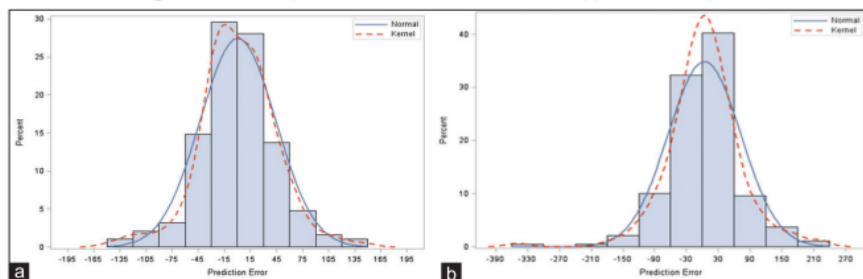 30
25
20
15
10
5
0
Percent
Normal
Kernel
-195 -165 -135 -105 -75 -45 -15 15 45 75 105 135 165 195
Prediction Error
a
40
30
20
10
0
Percent
Normal
Kernel
-390 -330 -270 -210 -150 -90 -30 30 90 150 210 270
Prediction Error
b